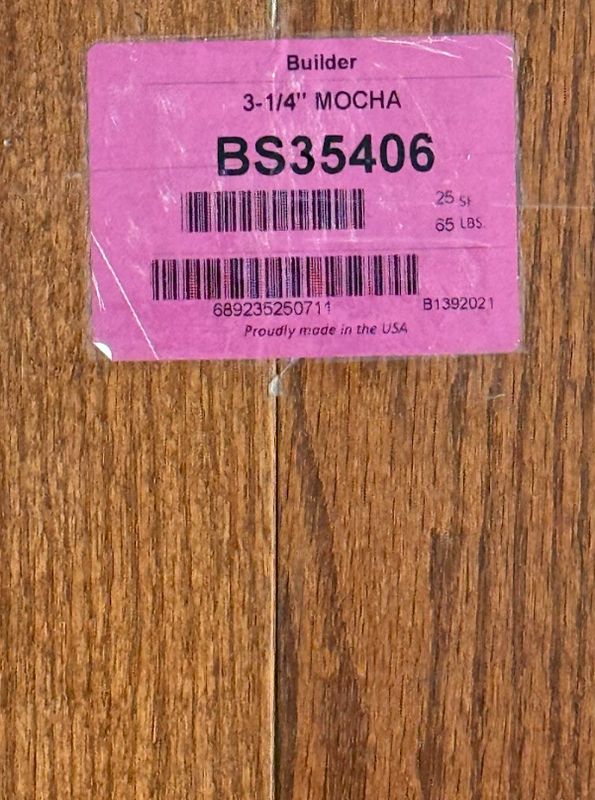 Builder
3-1/4" MOCHA
BS35406
25 SF
65 LBS.
689235250711
B1392021
Proudly made in the USA